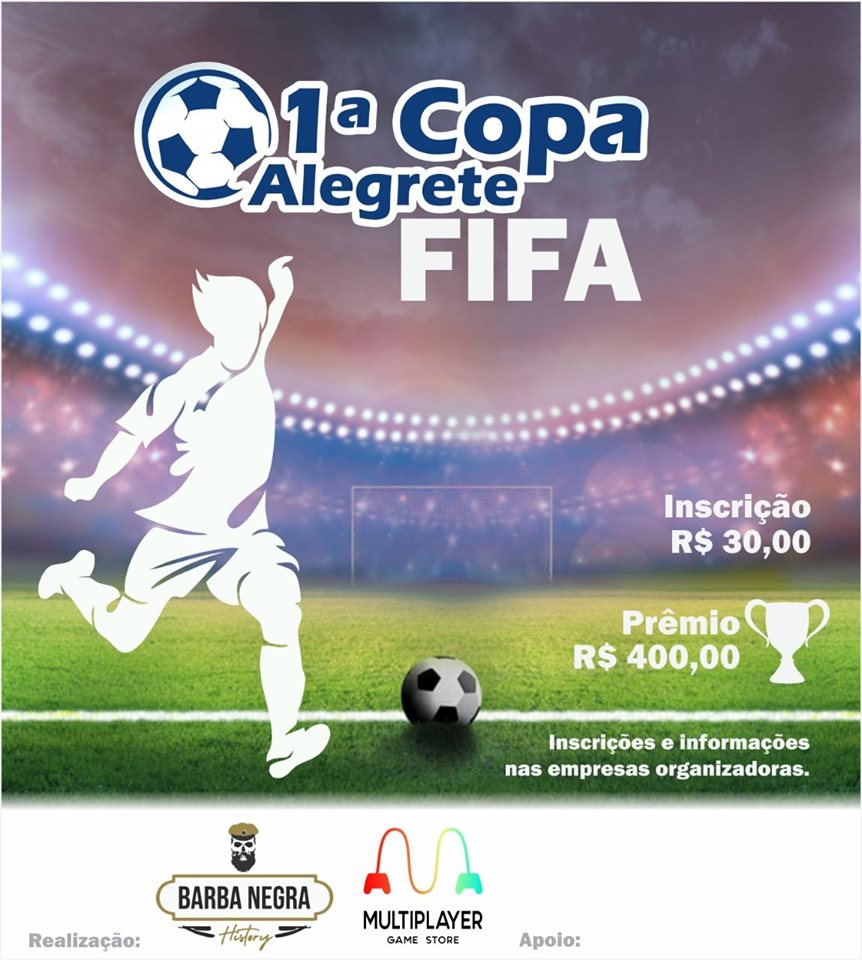 1ª Copa
Alegrete
FIFA
Inscrição
R$ 30,00
Prêmio
R$ 400,00
Inscrições e informações
nas empresas organizadoras.
Realização:
BARBA NEGRA
History
MULTIPLAYER
GAME STORE
Apoio: